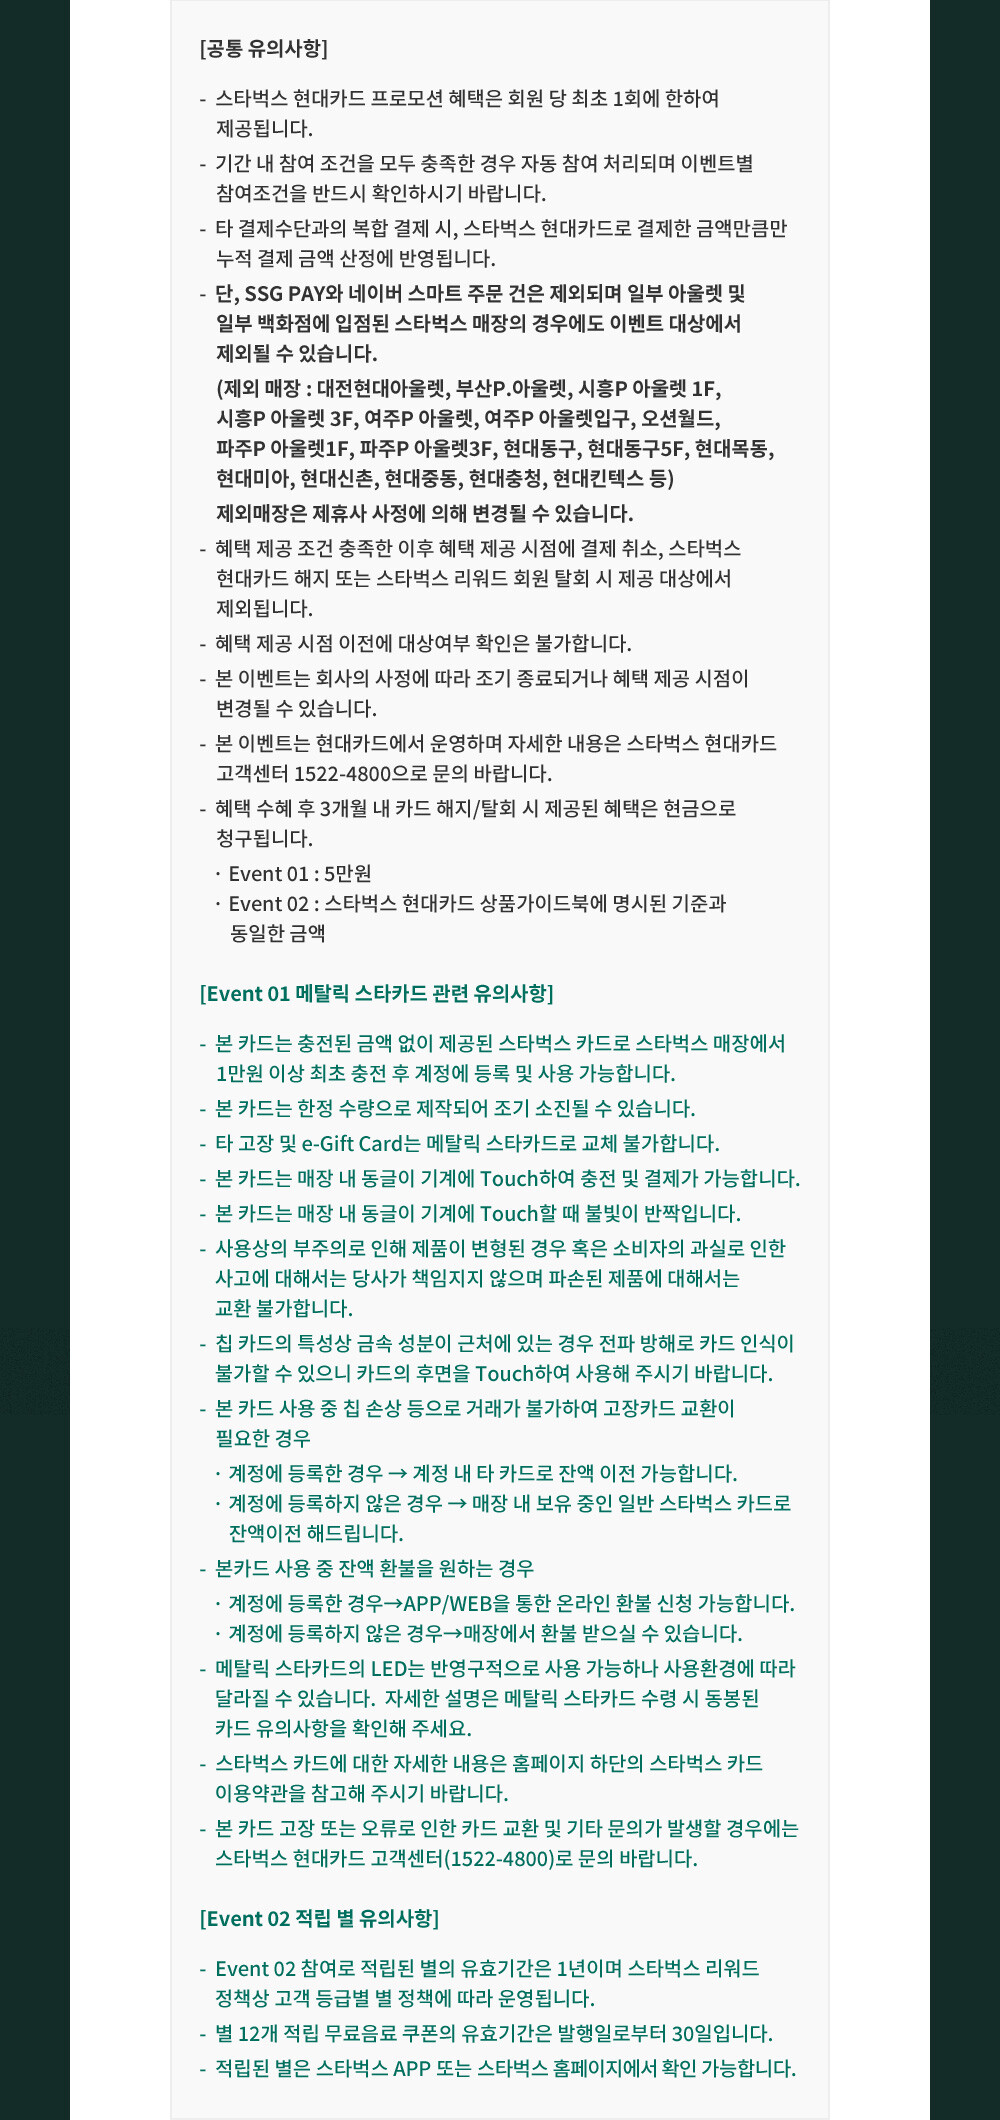 [공통 유의사항]
- 스타벅스 현대카드 프로모션 혜택은 회원 당 최초 1회에 한하여
제공됩니다.
- 기간 내 참여 조건을 모두 충족한 경우 자동 참여 처리되며 이벤트별
참여조건을 반드시 확인하시기 바랍니다.
- 타 결제수단과의 복합 결제 시, 스타벅스 현대카드로 결제한 금액만큼만
누적 결제 금액 산정에 반영됩니다.
- 단, SSG PAY와 네이버 스마트 주문 건은 제외되며 일부 아울렛 및
일부 백화점에 입점된 스타벅스 매장의 경우에도 이벤트 대상에서
제외될 수 있습니다.
(제외 매장 : 대전현대아울렛, 부산P.아울렛, 시흥P 아울렛 1F,
시흥P 아울렛 3F, 여주P 아울렛, 여주P 아울렛입구, 오션월드,
파주P 아울렛1F, 파주P 아울렛3F, 현대동구, 현대동구5F, 현대목동,
현대미아, 현대신촌, 현대중동, 현대충청, 현대킨텍스 등)
제외매장은 제휴사 사정에 의해 변경될 수 있습니다.
- 혜택 제공 조건 충족한 이후 혜택 제공 시점에 결제 취소, 스타벅스
현대카드 해지 또는 스타벅스 리워드 회원 탈회 시 제공 대상에서
제외됩니다.
- 혜택 제공 시점 이전에 대상여부 확인은 불가합니다.
- 본 이벤트는 회사의 사정에 따라 조기 종료되거나 혜택 제공 시점이
변경될 수 있습니다.
- 본 이벤트는 현대카드에서 운영하며 자세한 내용은 스타벅스 현대카드
고객센터 1522-4800으로 문의 바랍니다.
- 혜택 수혜 후 3개월 내 카드 해지/탈회 시 제공된 혜택은 현금으로
청구됩니다.
· Event 01 : 5만원
· Event 02 : 스타벅스 현대카드 상품가이드북에 명시된 기준과
동일한 금액
[Event 01 메탈릭 스타카드 관련 유의사항]
- 본 카드는 충전된 금액 없이 제공된 스타벅스 카드로 스타벅스 매장에서
1만원 이상 최초 충전 후 계정에 등록 및 사용 가능합니다.
- 본 카드는 한정 수량으로 제작되어 조기 소진될 수 있습니다.
- 타 고장 및 e-Gift Card는 메탈릭 스타카드로 교체 불가합니다.
- 본 카드는 매장 내 동글이 기계에 Touch하여 충전 및 결제가 가능합니다.
- 본 카드는 매장 내 동글이 기계에 Touch할 때 불빛이 반짝입니다.
- 사용상의 부주의로 인해 제품이 변형된 경우 혹은 소비자의 과실로 인한
사고에 대해서는 당사가 책임지지 않으며 파손된 제품에 대해서는
교환 불가합니다.
- 칩 카드의 특성상 금속 성분이 근처에 있는 경우 전파 방해로 카드 인식이
불가할 수 있으니 카드의 후면을 Touch하여 사용해 주시기 바랍니다.
- 본 카드 사용 중 칩 손상 등으로 거래가 불가하여 고장카드 교환이
필요한 경우
· 계정에 등록한 경우 → 계정 내 타 카드로 잔액 이전 가능합니다.
· 계정에 등록하지 않은 경우 → 매장 내 보유 중인 일반 스타벅스 카드로
잔액이전 해드립니다.
- 본카드 사용 중 잔액 환불을 원하는 경우
· 계정에 등록한 경우→APP/WEB을 통한 온라인 환불 신청 가능합니다.
· 계정에 등록하지 않은 경우→매장에서 환불 받으실 수 있습니다.
- 메탈릭 스타카드의 LED는 반영구적으로 사용 가능하나 사용환경에 따라
달라질 수 있습니다. 자세한 설명은 메탈릭 스타카드 수령 시 동봉된
카드 유의사항을 확인해 주세요.
- 스타벅스 카드에 대한 자세한 내용은 홈페이지 하단의 스타벅스 카드
이용약관을 참고해 주시기 바랍니다.
- 본 카드 고장 또는 오류로 인한 카드 교환 및 기타 문의가 발생할 경우에는
스타벅스 현대카드 고객센터(1522-4800)로 문의 바랍니다.
[Event 02 적립 별 유의사항]
- Event 02 참여로 적립된 별의 유효기간은 1년이며 스타벅스 리워드
정책상 고객 등급별 별 정책에 따라 운영됩니다.
- 별 12개 적립 무료음료 쿠폰의 유효기간은 발행일로부터 30일입니다.
- 적립된 별은 스타벅스 APP 또는 스타벅스 홈페이지에서 확인 가능합니다.